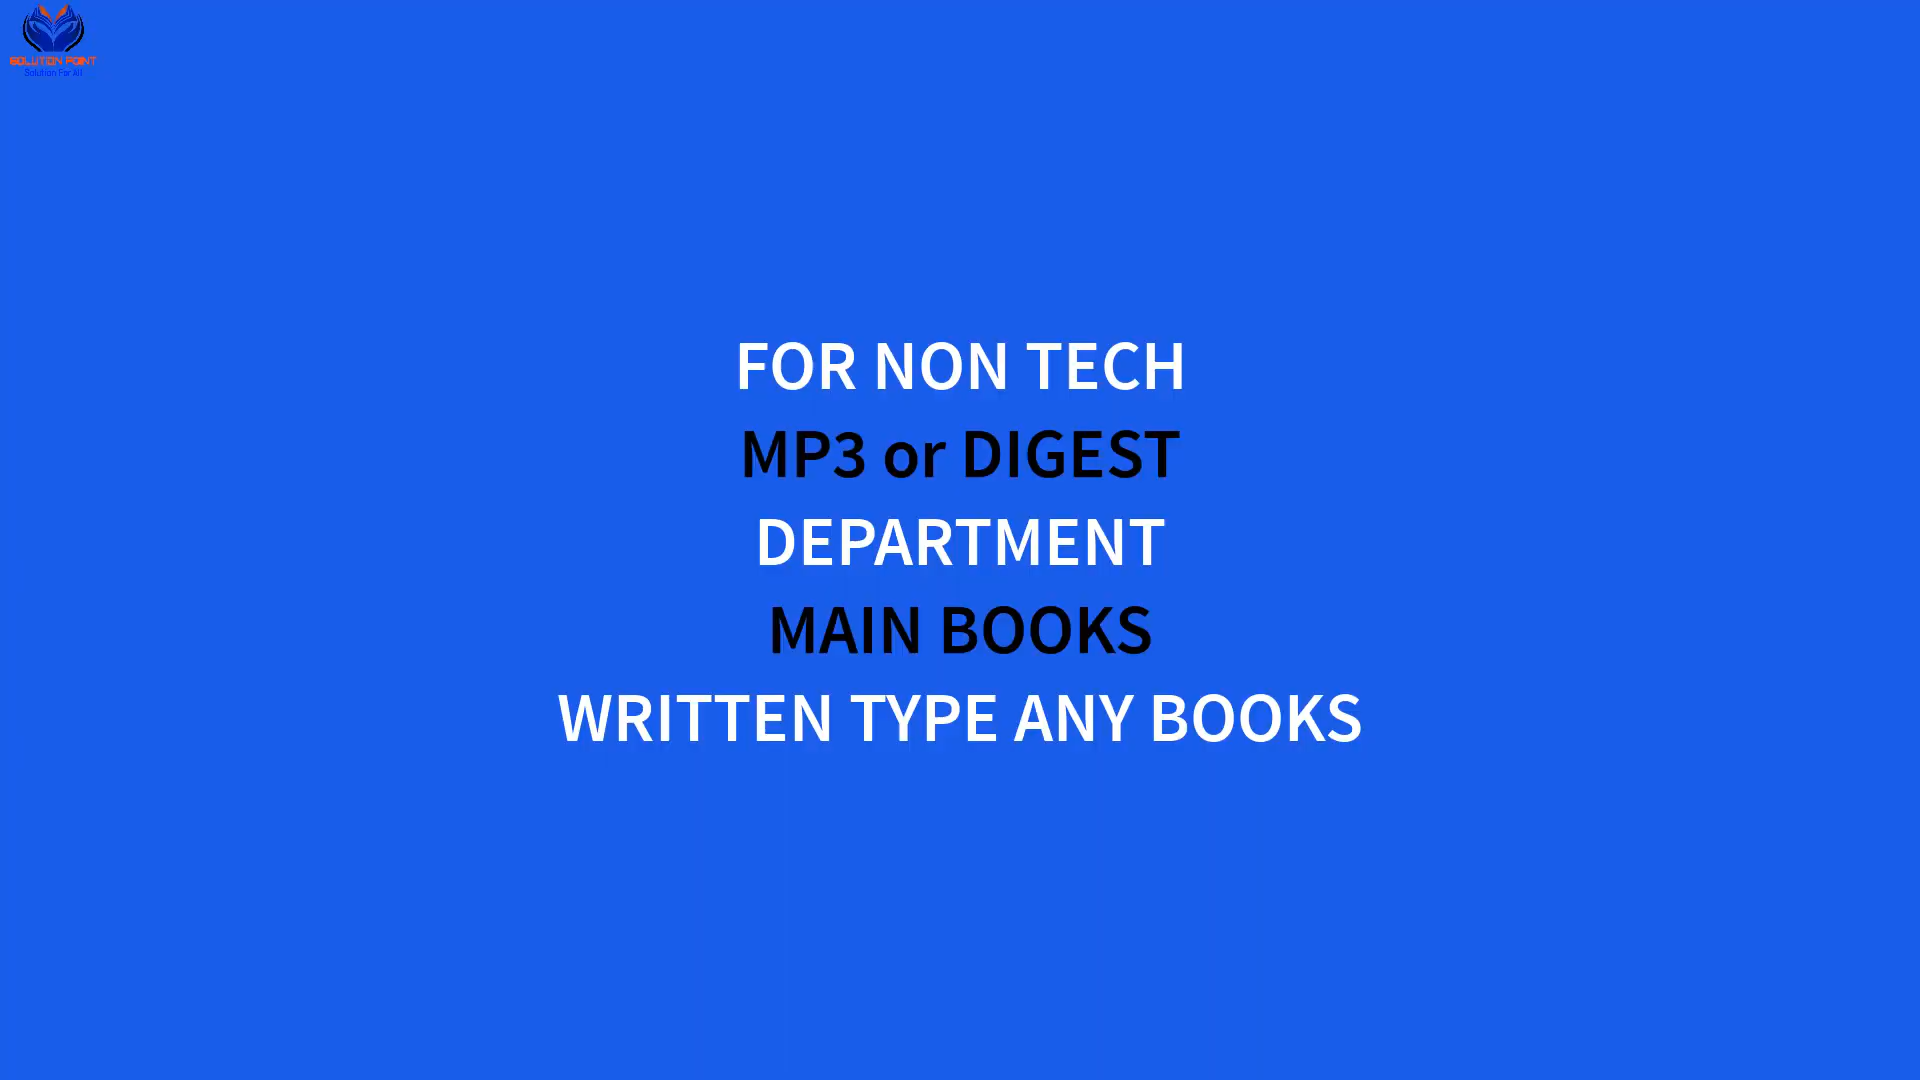 SOLUTION POINT
Solution For All
FOR NON TECH
MP3 or DIGEST
DEPARTMENT
MAIN BOOKS
WRITTEN TYPE ANY BOOKS